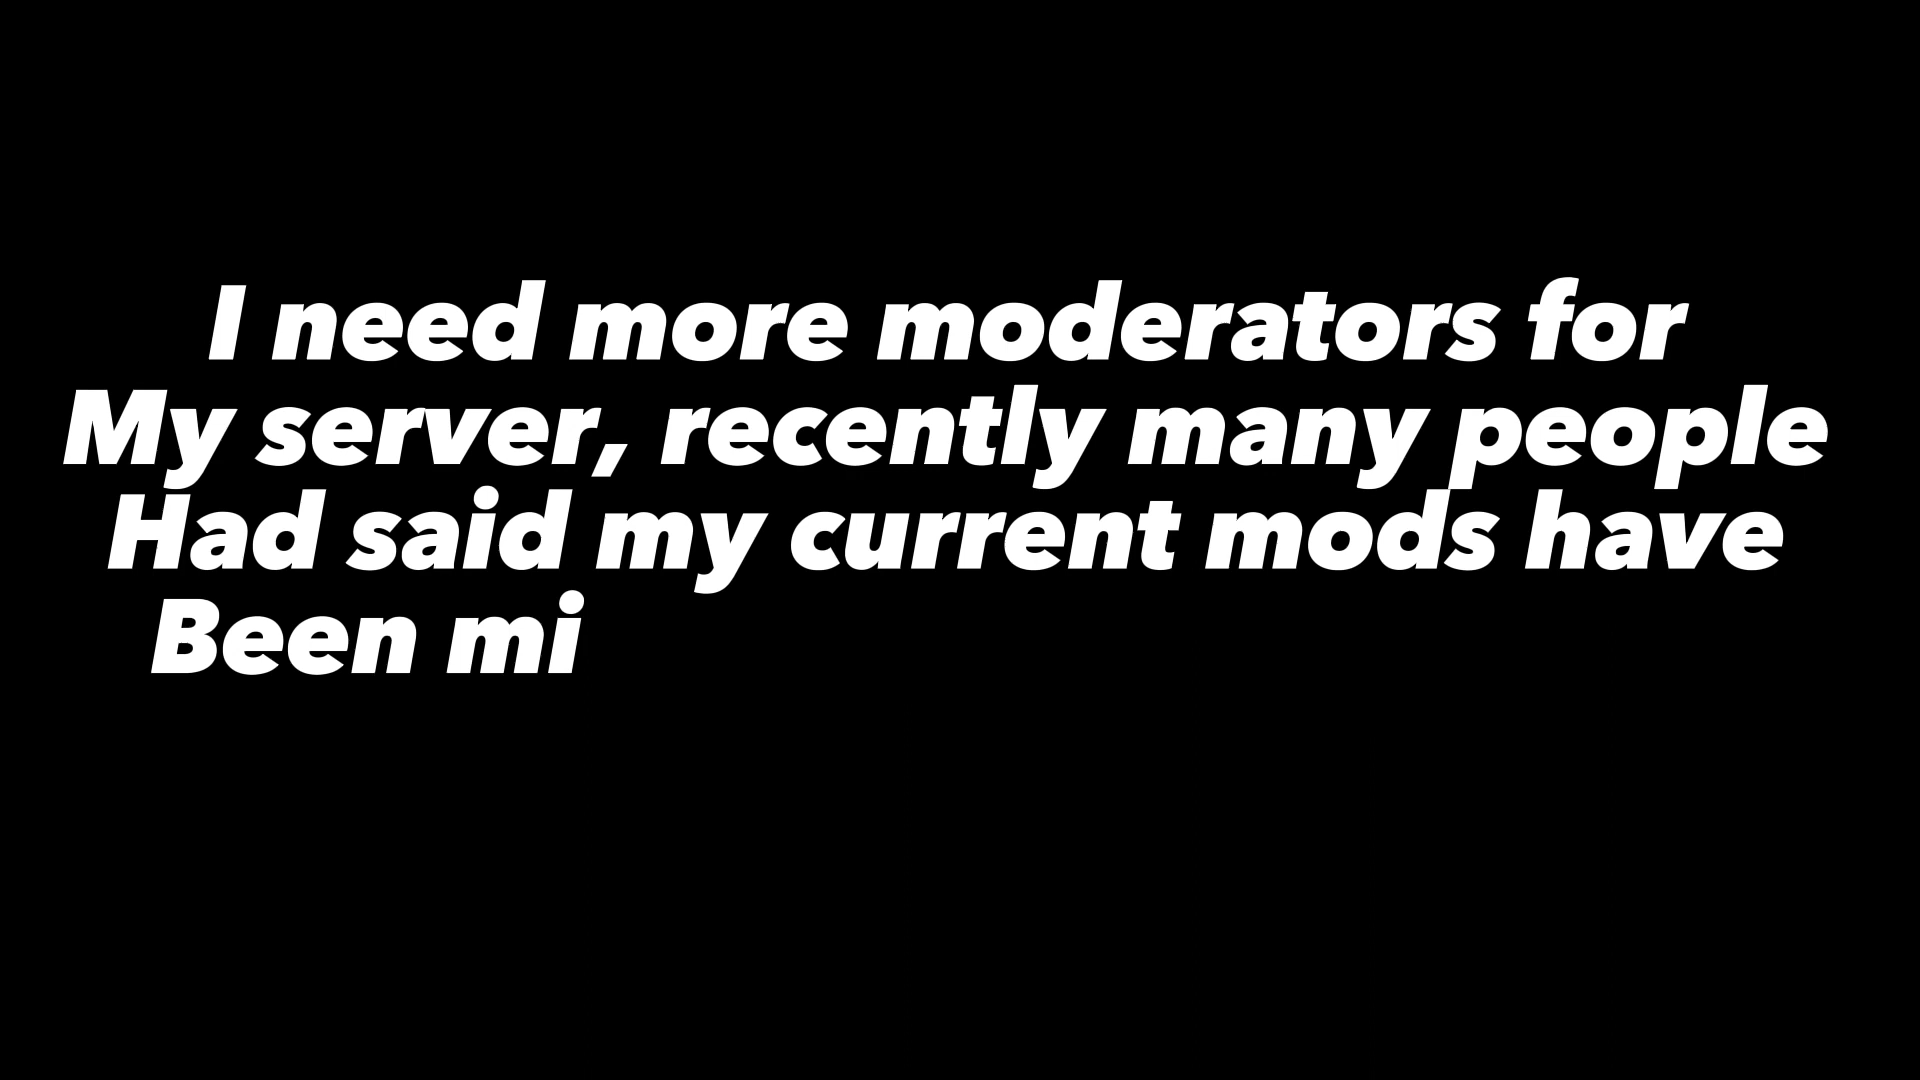 I need more moderators for
My server, recently many people
Had said my current mods have
Been mi